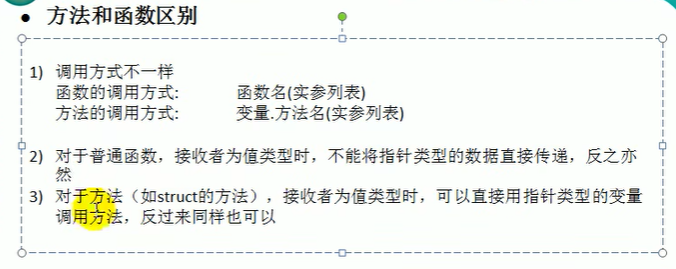 ● 方法和函数区别
1) 调用方式不一样
函数的调用方式: 函数名(实参列表)
方法的调用方式: 变量.方法名(实参列表)
2) 对于普通函数，接收者为值类型时，不能将指针类型的数据直接传递，反之亦
然
3) 对于方法（如struct的方法），接收者为值类型时，可以直接用指针类型的变量
调用方法，反过来同样也可以